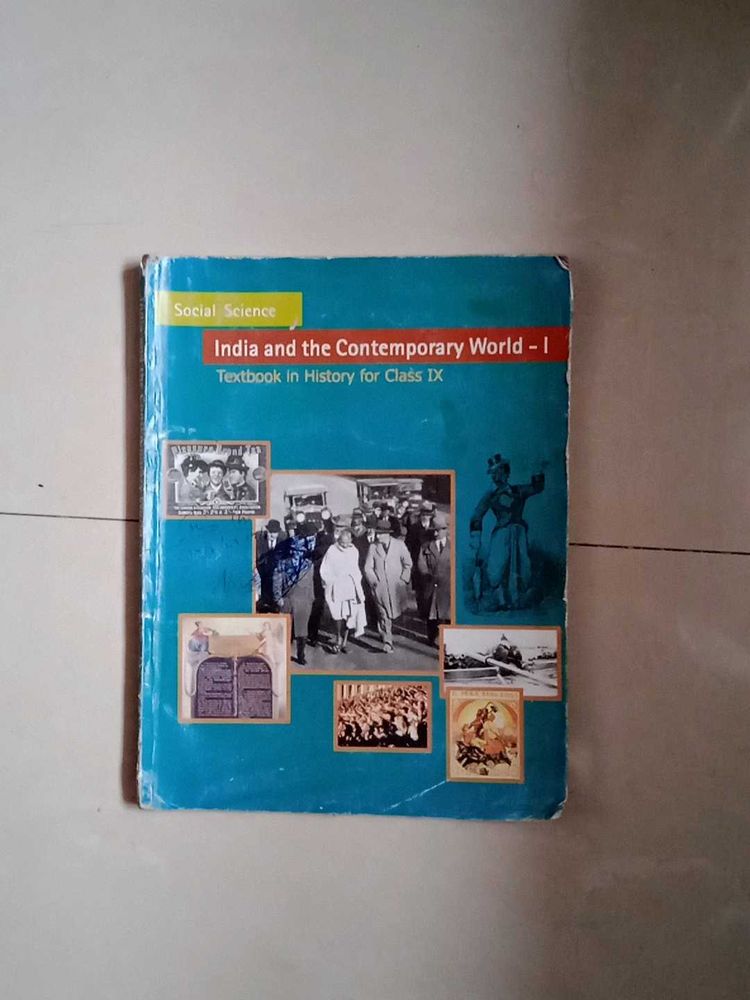 Social Science
India and the Contemporary World - I
Textbook in History for Class IX